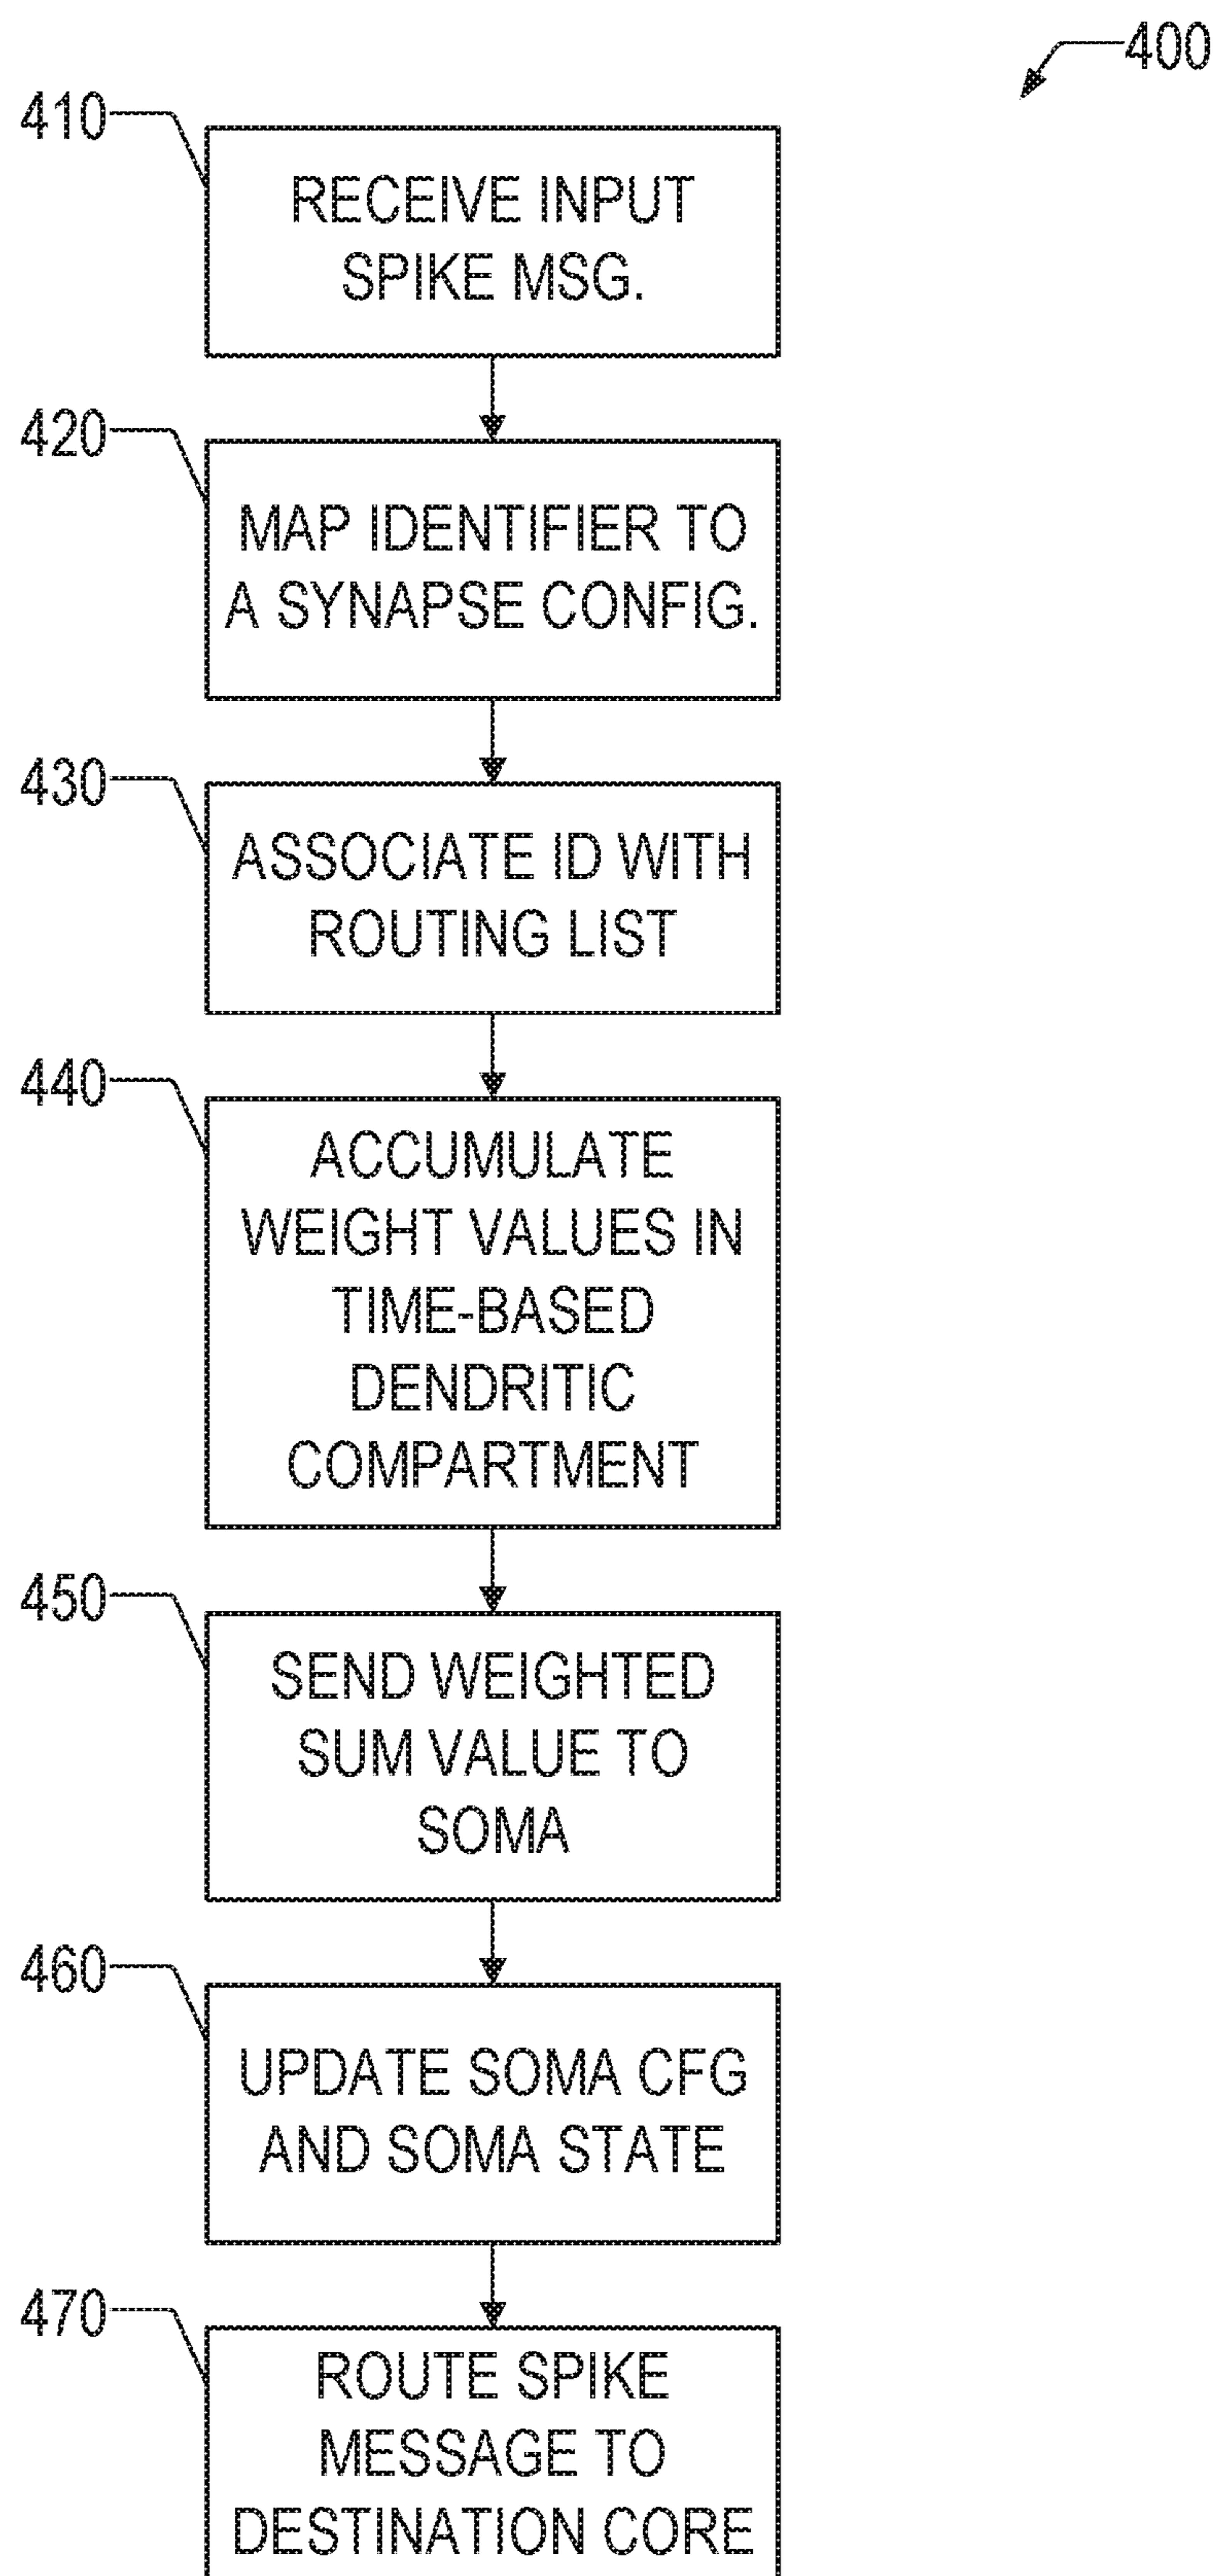 400
410
RECEIVE INPUT
SPIKE MSG.
420
MAP IDENTIFIER TO
A SYNAPSE CONFIG.
430
ASSOCIATE ID WITH
ROUTING LIST
440
ACCUMULATE
WEIGHT VALUES IN
TIME-BASED
DENDRITIC
COMPARTMENT
450
SEND WEIGHTED
SUM VALUE TO
SOMA
460
UPDATE SOMA CFG
AND SOMA STATE
470
ROUTE SPIKE
MESSAGE TO
DESTINATION CORE